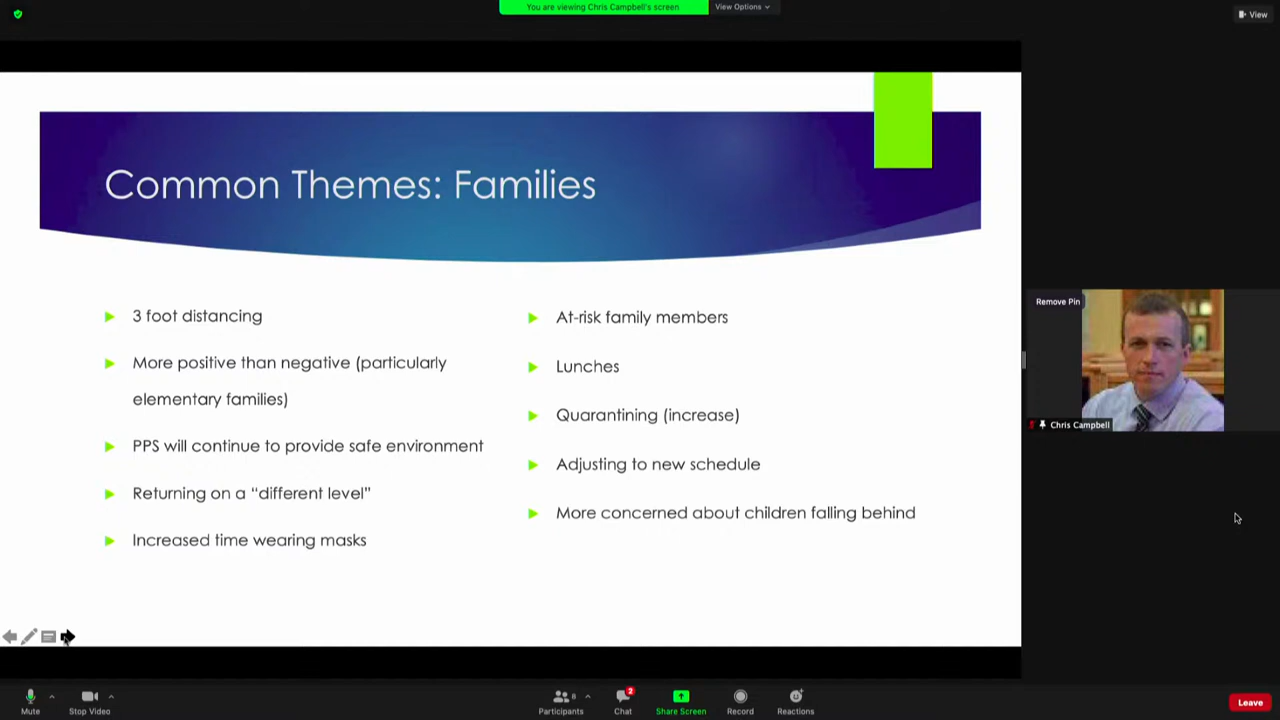 You are viewing Chris Campbell's screen
View Options
View
Common Themes: Families
3 foot distancing
More positive than negative (particularly
elementary families)
PPS will continue to provide safe environment
Returning on a “different level”
Increased time wearing masks
At-risk family members
Lunches
Quarantining (increase)
Adjusting to new schedule
More concerned about children falling behind
Remove Pin
Chris Campbell
Mute
Stop Video
8
Participants
2
Chat
Share Screen
Record
Reactions
Leave